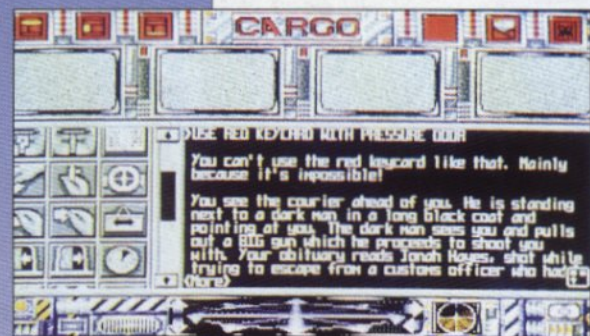 CARGO
>USE RED KEYCARD WITH PRESSURE DOOR
You can't use the red keycard like that. Mainly
because it's impossible!
You see the courier ahead of you. He is standing
next to a dark man in a long black coat and
pointing at you. The dark man sees you and pulls
out a BIG gun which he proceeds to shoot you
with. Your obituary reads Jonah Hayes, shot while
trying to escape from a customs officer who had
<More>